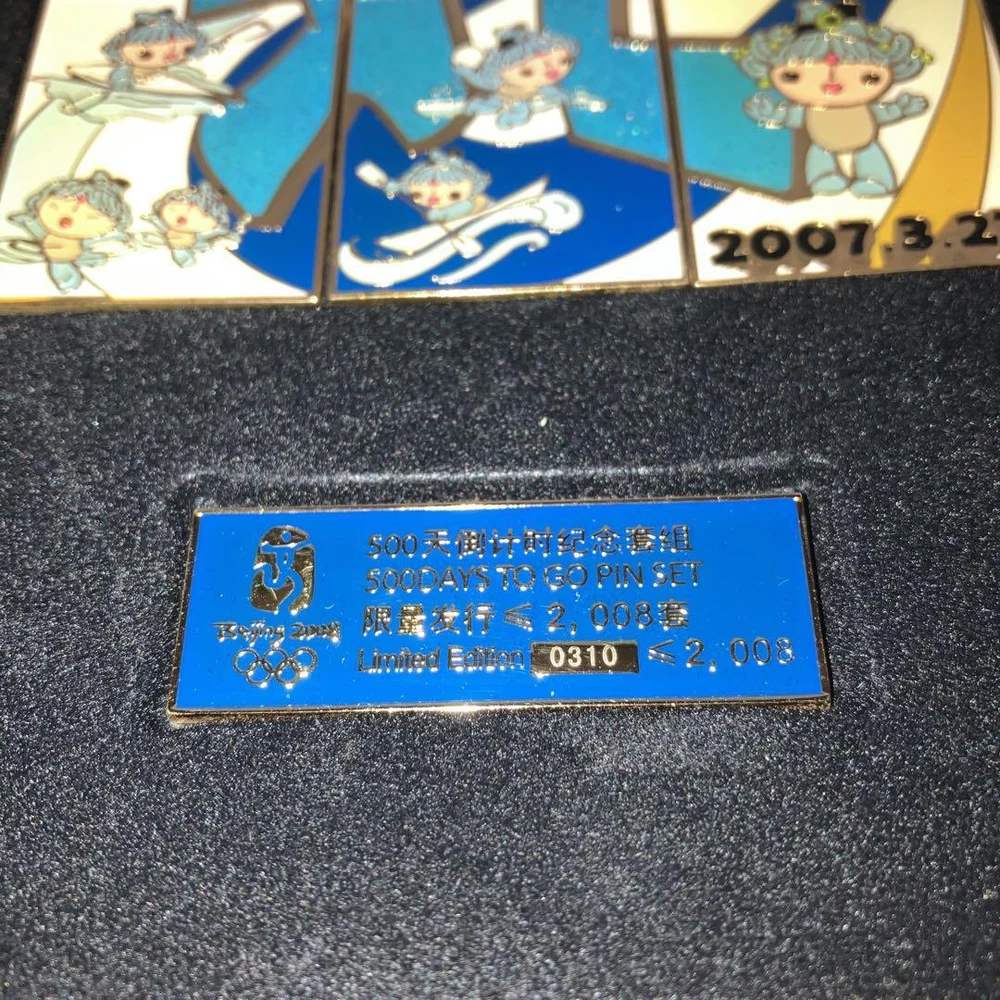 2007.3.2
500天倒计时纪念套组
500DAYS TO GO PIN SET
限量发行≤2,008套
Limited Edition 0310 ≤2,008
Beijing 2008